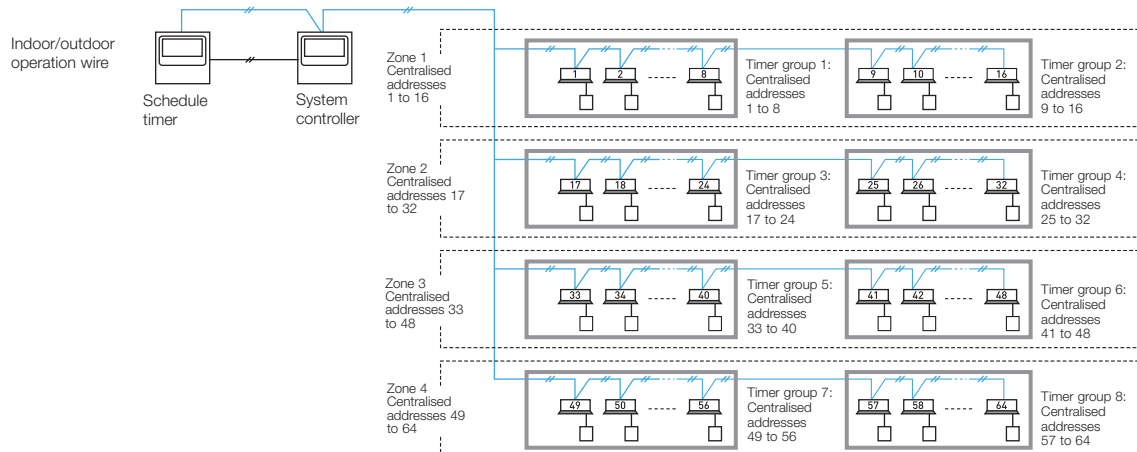 Indoor/outdoor
operation wire
Schedule
timer
System
controller
Zone 1
Centralised
addresses
1 to 16
1 2 8
Timer group 1:
Centralised
addresses
1 to 8
9 10 16
Timer group 2:
Centralised
addresses
9 to 16
Zone 2
Centralised
addresses 17
to 32
17 18 24
Timer group 3:
Centralised
addresses
17 to 24
25 26 32
Timer group 4:
Centralised
addresses
25 to 32
Zone 3
Centralised
addresses 33
to 48
33 34 40
Timer group 5:
Centralised
addresses
33 to 40
41 42 48
Timer group 6:
Centralised
addresses
41 to 48
Zone 4
Centralised
addresses 49
to 64
49 50 56
Timer group 7:
Centralised
addresses
49 to 56
57 58 64
Timer group 8:
Centralised
addresses
57 to 64